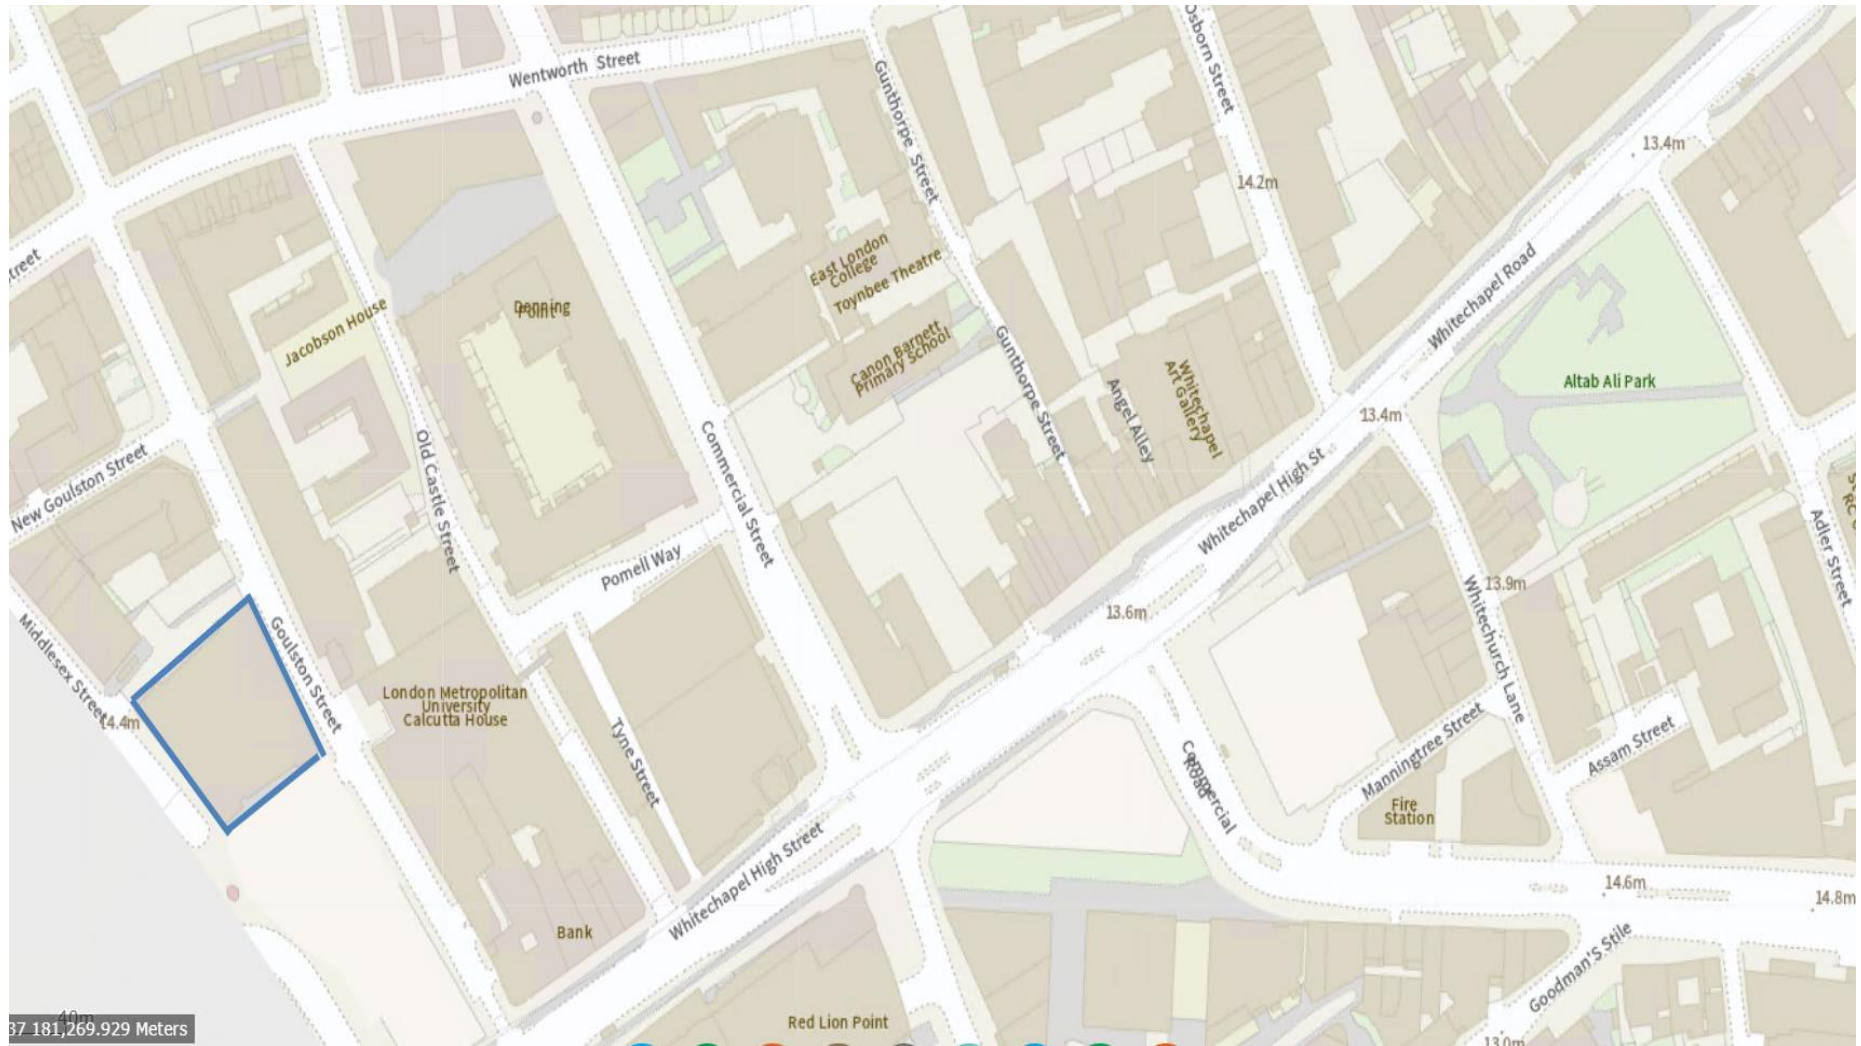 Osborn Street
Wentworth Street
Gunthorpe Street
13.4m
14.2m
treet
East London
College
Toynbee Theatre
Whitechapel Road
Denning
Point
Jacobson House
Canon Barnett
Primary School
Gunthorpe Street
Angel Alley
Whitechapel
Art Gallery
Altab Ali Park
13.4m
New Goulston Street
Old Castle Street
Commercial Street
Whitechapel High St
Pomell Way
13.6m
13.9m
Adler Street
Middlesex Street
14.4m
Goulston Street
Whitechurch Lane
London Metropolitan
University
Calcutta House
Tyne Street
Commercial
Road
Manningtree Street
Assam Street
Fire
Station
Whitechapel High Street
14.6m
14.8m
Bank
Goodman'S Stile
Red Lion Point
40m
37 181,269.929 Meters
13.0m